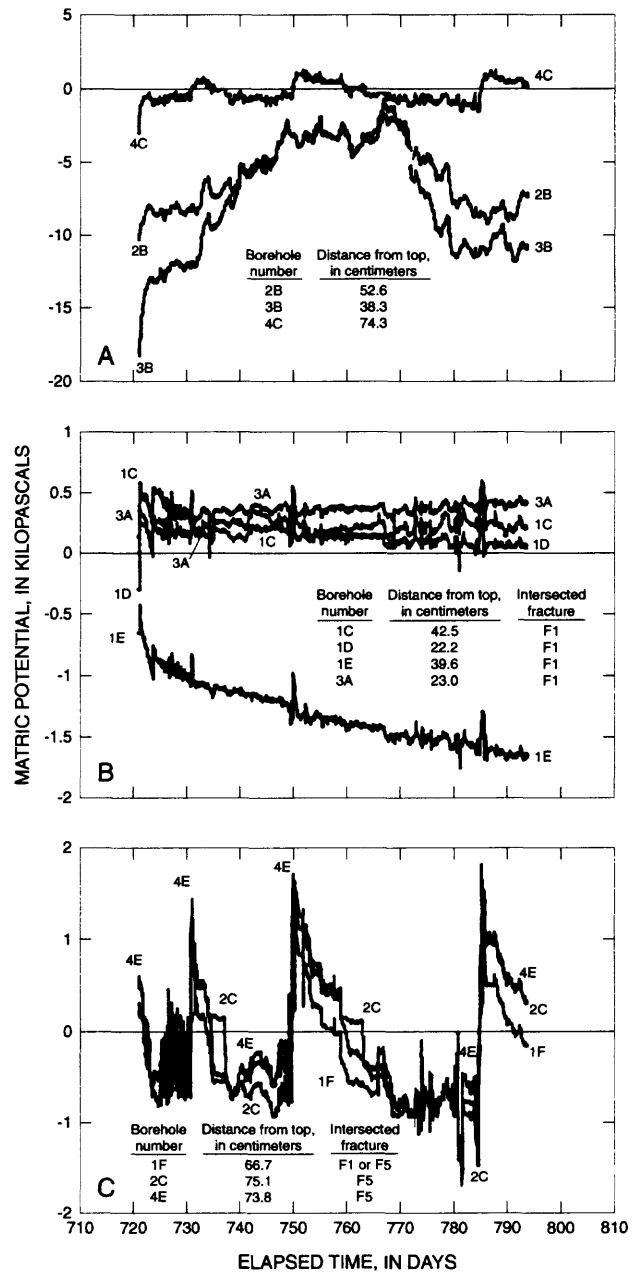 MATRIC POTENTIAL, IN KILOPASCALS
5
0
-5
-10
-15
-20
A
4C
4C
2B
2B
3B
3B
Borehole number Distance from top, in centimeters
2B 52.6
3B 38.3
4C 74.3
1
0.5
0
-0.5
-1
-1.5
-2
B
1C
3A
1D
1E
3A
3A
1C
3A
1C
1D
1E
Borehole number Distance from top, in centimeters Intersected fracture
1C 42.5 F1
1D 22.2 F1
1E 39.6 F1
3A 23.0 F1
2
1
0
-1
-2
C
4E
4E
4E
2C
4E
2C
1F
2C
4E
4E
2C
1F
2C
Borehole number Distance from top, in centimeters Intersected fracture
1F 66.7 F1 or F5
2C 75.1 F5
4E 73.8 F5
710 720 730 740 750 760 770 780 790 800 810
ELAPSED TIME, IN DAYS